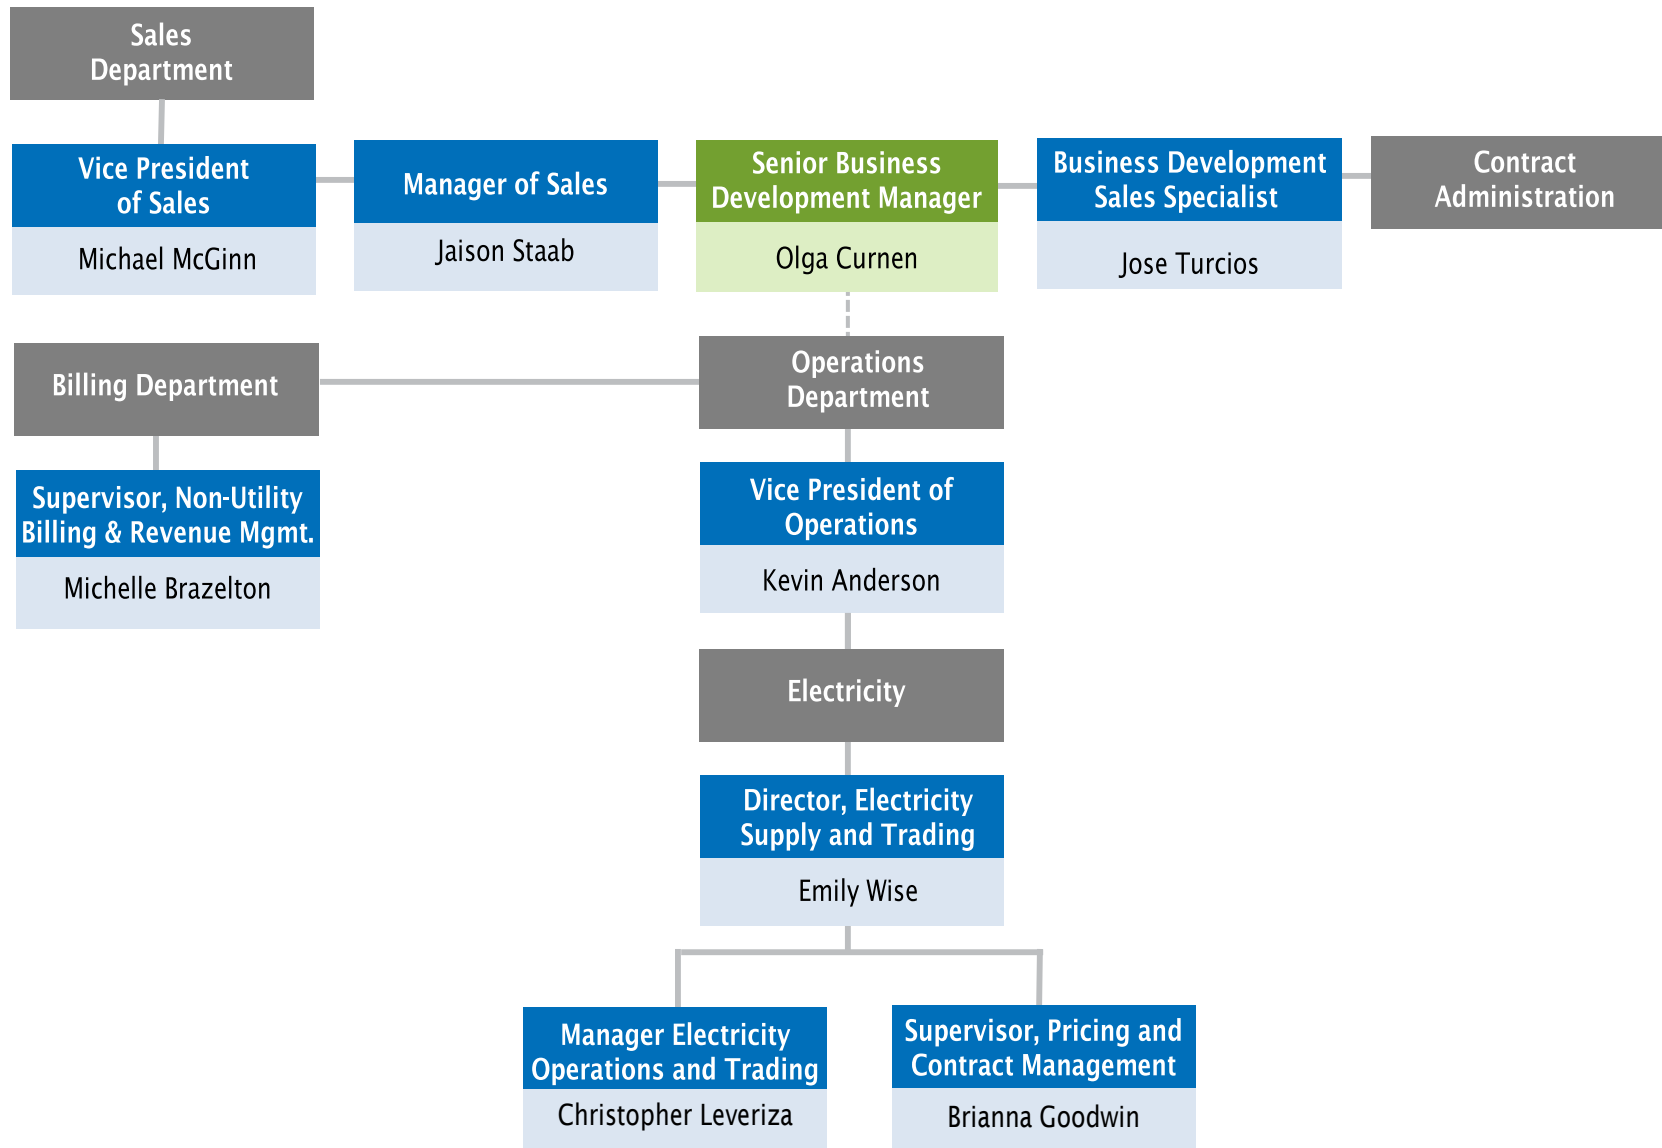 Sales
Department
Vice President
of Sales
Michael McGinn
Manager of Sales
Jaison Staab
Senior Business
Development Manager
Olga Curnen
Business Development
Sales Specialist
Jose Turcios
Contract
Administration
Billing Department
Operations
Department
Supervisor, Non-Utility
Billing & Revenue Mgmt.
Michelle Brazelton
Vice President of
Operations
Kevin Anderson
Electricity
Director, Electricity
Supply and Trading
Emily Wise
Manager Electricity
Operations and Trading
Christopher Leveriza
Supervisor, Pricing and
Contract Management
Brianna Goodwin